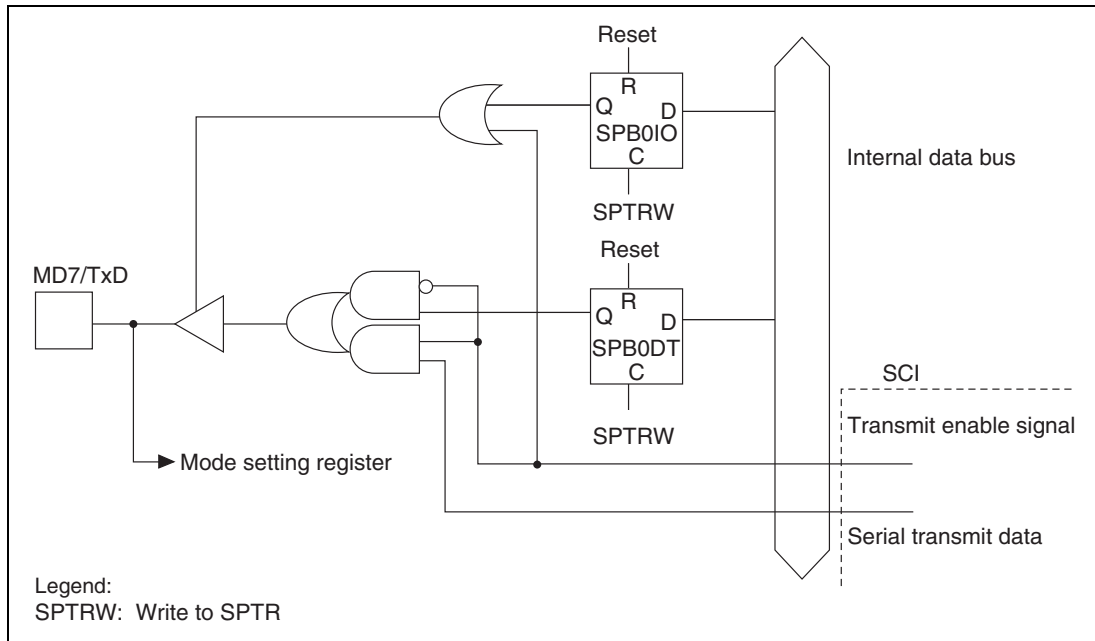 Reset
R
Q
D
SPB0IO
C
SPTRW
Internal data bus
Reset
R
Q
D
SPB0DT
C
SPTRW
MD7/TxD
SCI
Transmit enable signal
Mode setting register
Serial transmit data
Legend:
SPTRW: Write to SPTR